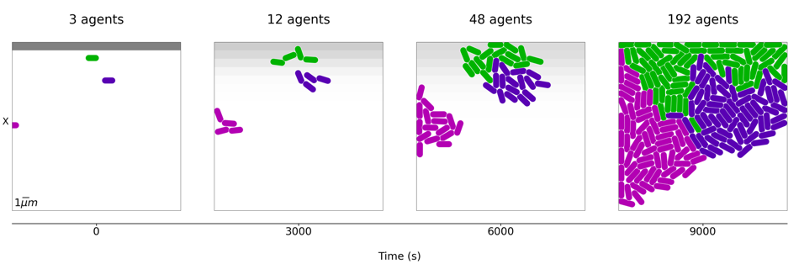 3 agents
12 agents
48 agents
192 agents
x
1μm
0
3000
6000
9000
Time (s)